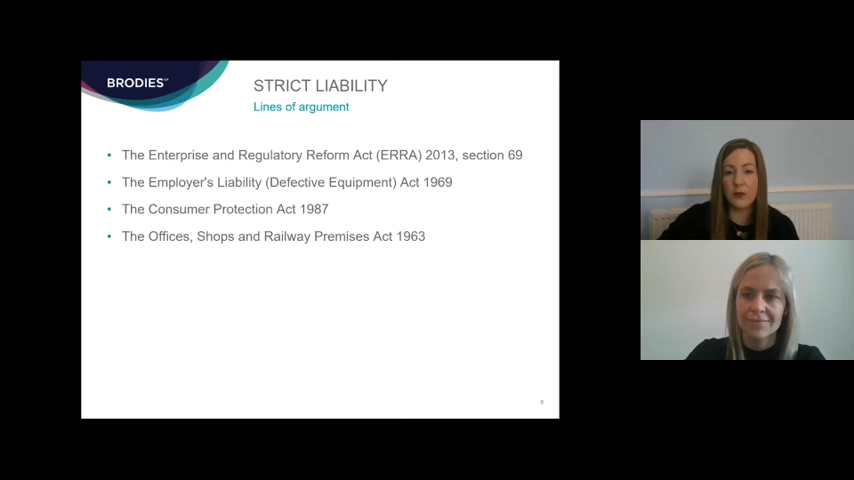 BRODIES LLP
STRICT LIABILITY
Lines of argument
• The Enterprise and Regulatory Reform Act (ERRA) 2013, section 69
• The Employer's Liability (Defective Equipment) Act 1969
• The Consumer Protection Act 1987
• The Offices, Shops and Railway Premises Act 1963